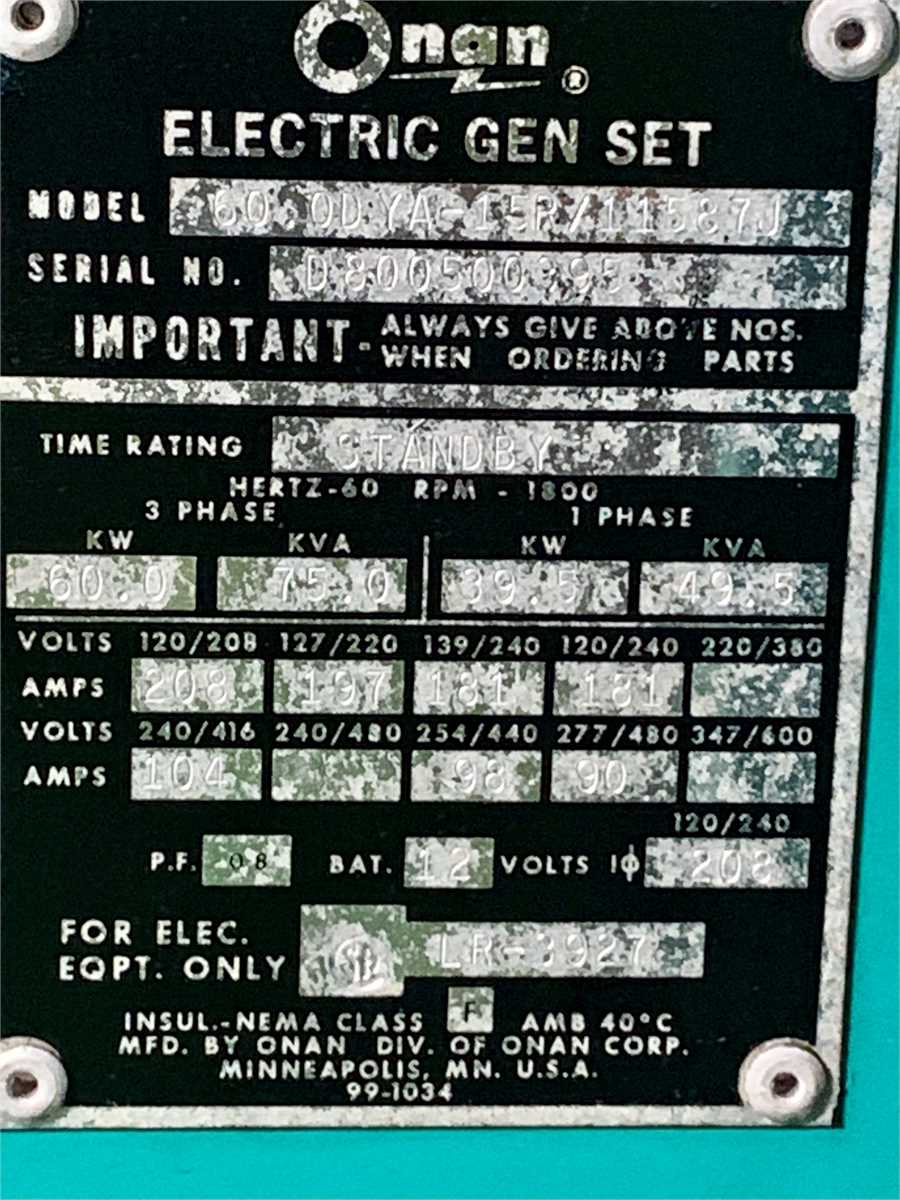 Onan®
ELECTRIC GEN SET
MODEL 60.0DYA-15R/11587J
SERIAL NO. D800500395
IMPORTANT- ALWAYS GIVE ABOVE NOS.
WHEN ORDERING PARTS
TIME RATING STANDBY
HERTZ-60 RPM - 1800
3 PHASE 1 PHASE
KW KVA KW KVA
60.0 75.0 39.5 49.5
VOLTS 120/208 127/220 139/240 120/240 220/380
AMPS 208 197 181 181
VOLTS 240/416 240/480 254/440 277/480 347/600
AMPS 104 98 90
120/240
P.F. 08 BAT. 12 VOLTS 1ϕ 208
FOR ELEC.
EQPT. ONLY LR-3927
INSUL.-NEMA CLASS F AMB 40°C
MFD. BY ONAN DIV. OF ONAN CORP.
MINNEAPOLIS, MN. U.S.A.
99-1034